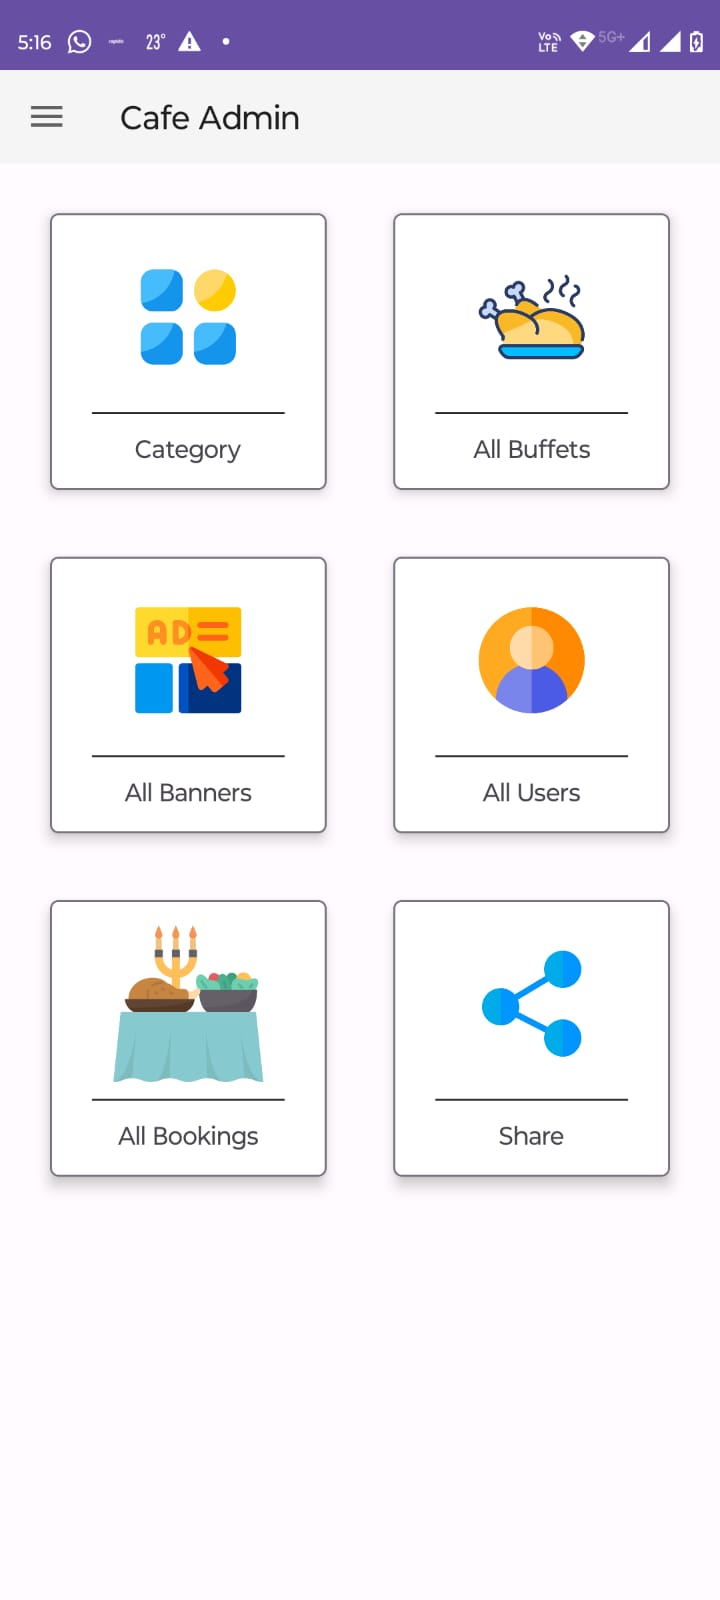 5:16 rapido 23° Vo LTE 5G+
Cafe Admin
Category
All Buffets
AD
All Banners
All Users
All Bookings
Share